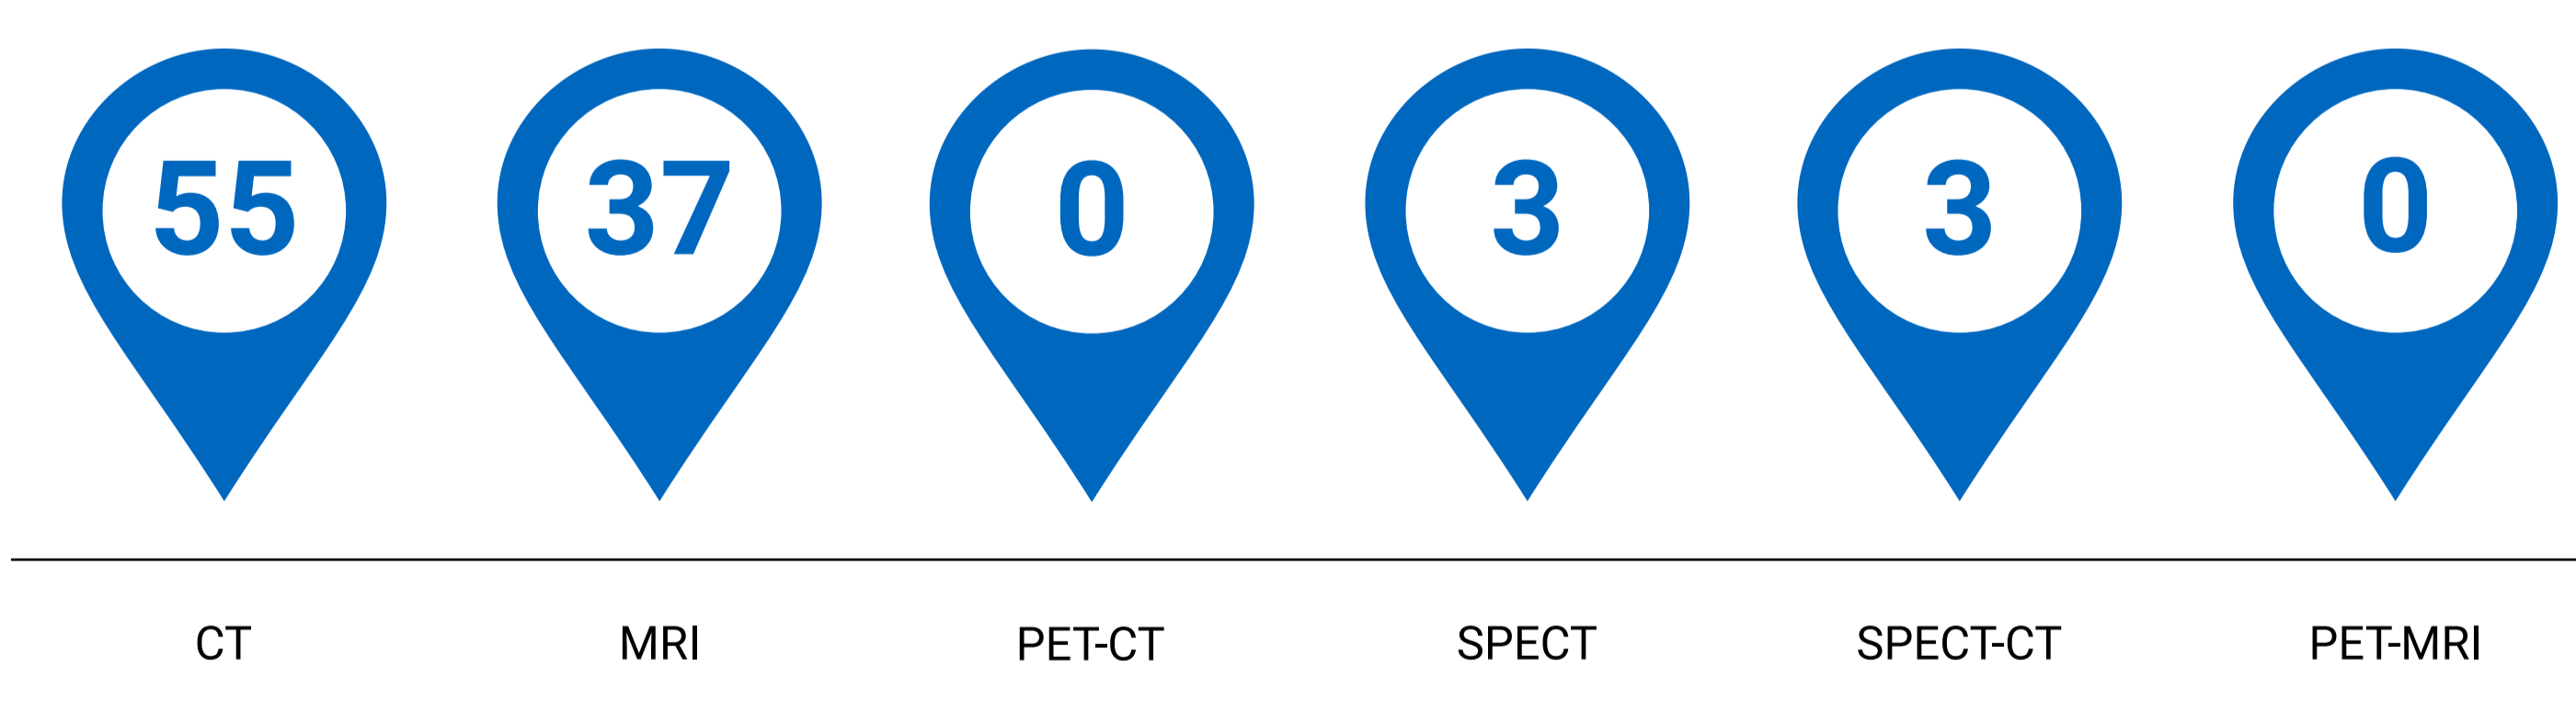 55 37 0 3 3 0
CT MRI PET-CT SPECT SPECT-CT PET-MRI